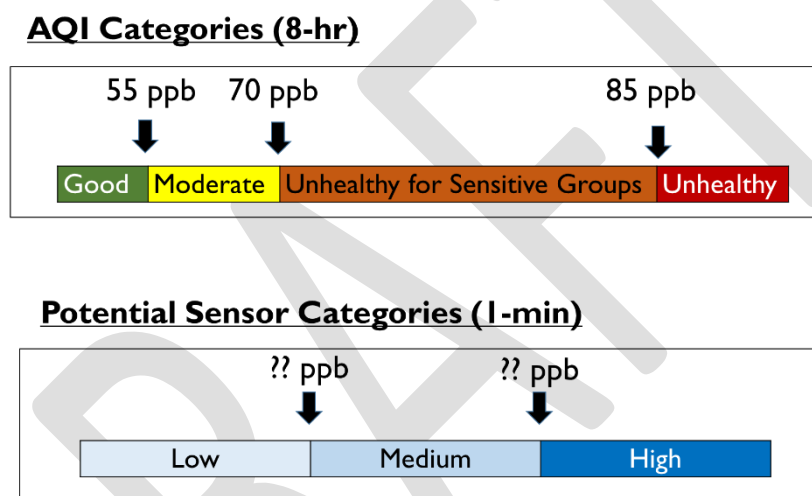 AQI Categories (8-hr)
55 ppb 70 ppb 85 ppb
Good Moderate Unhealthy for Sensitive Groups Unhealthy
Potential Sensor Categories (1-min)
?? ppb ?? ppb
Low Medium High